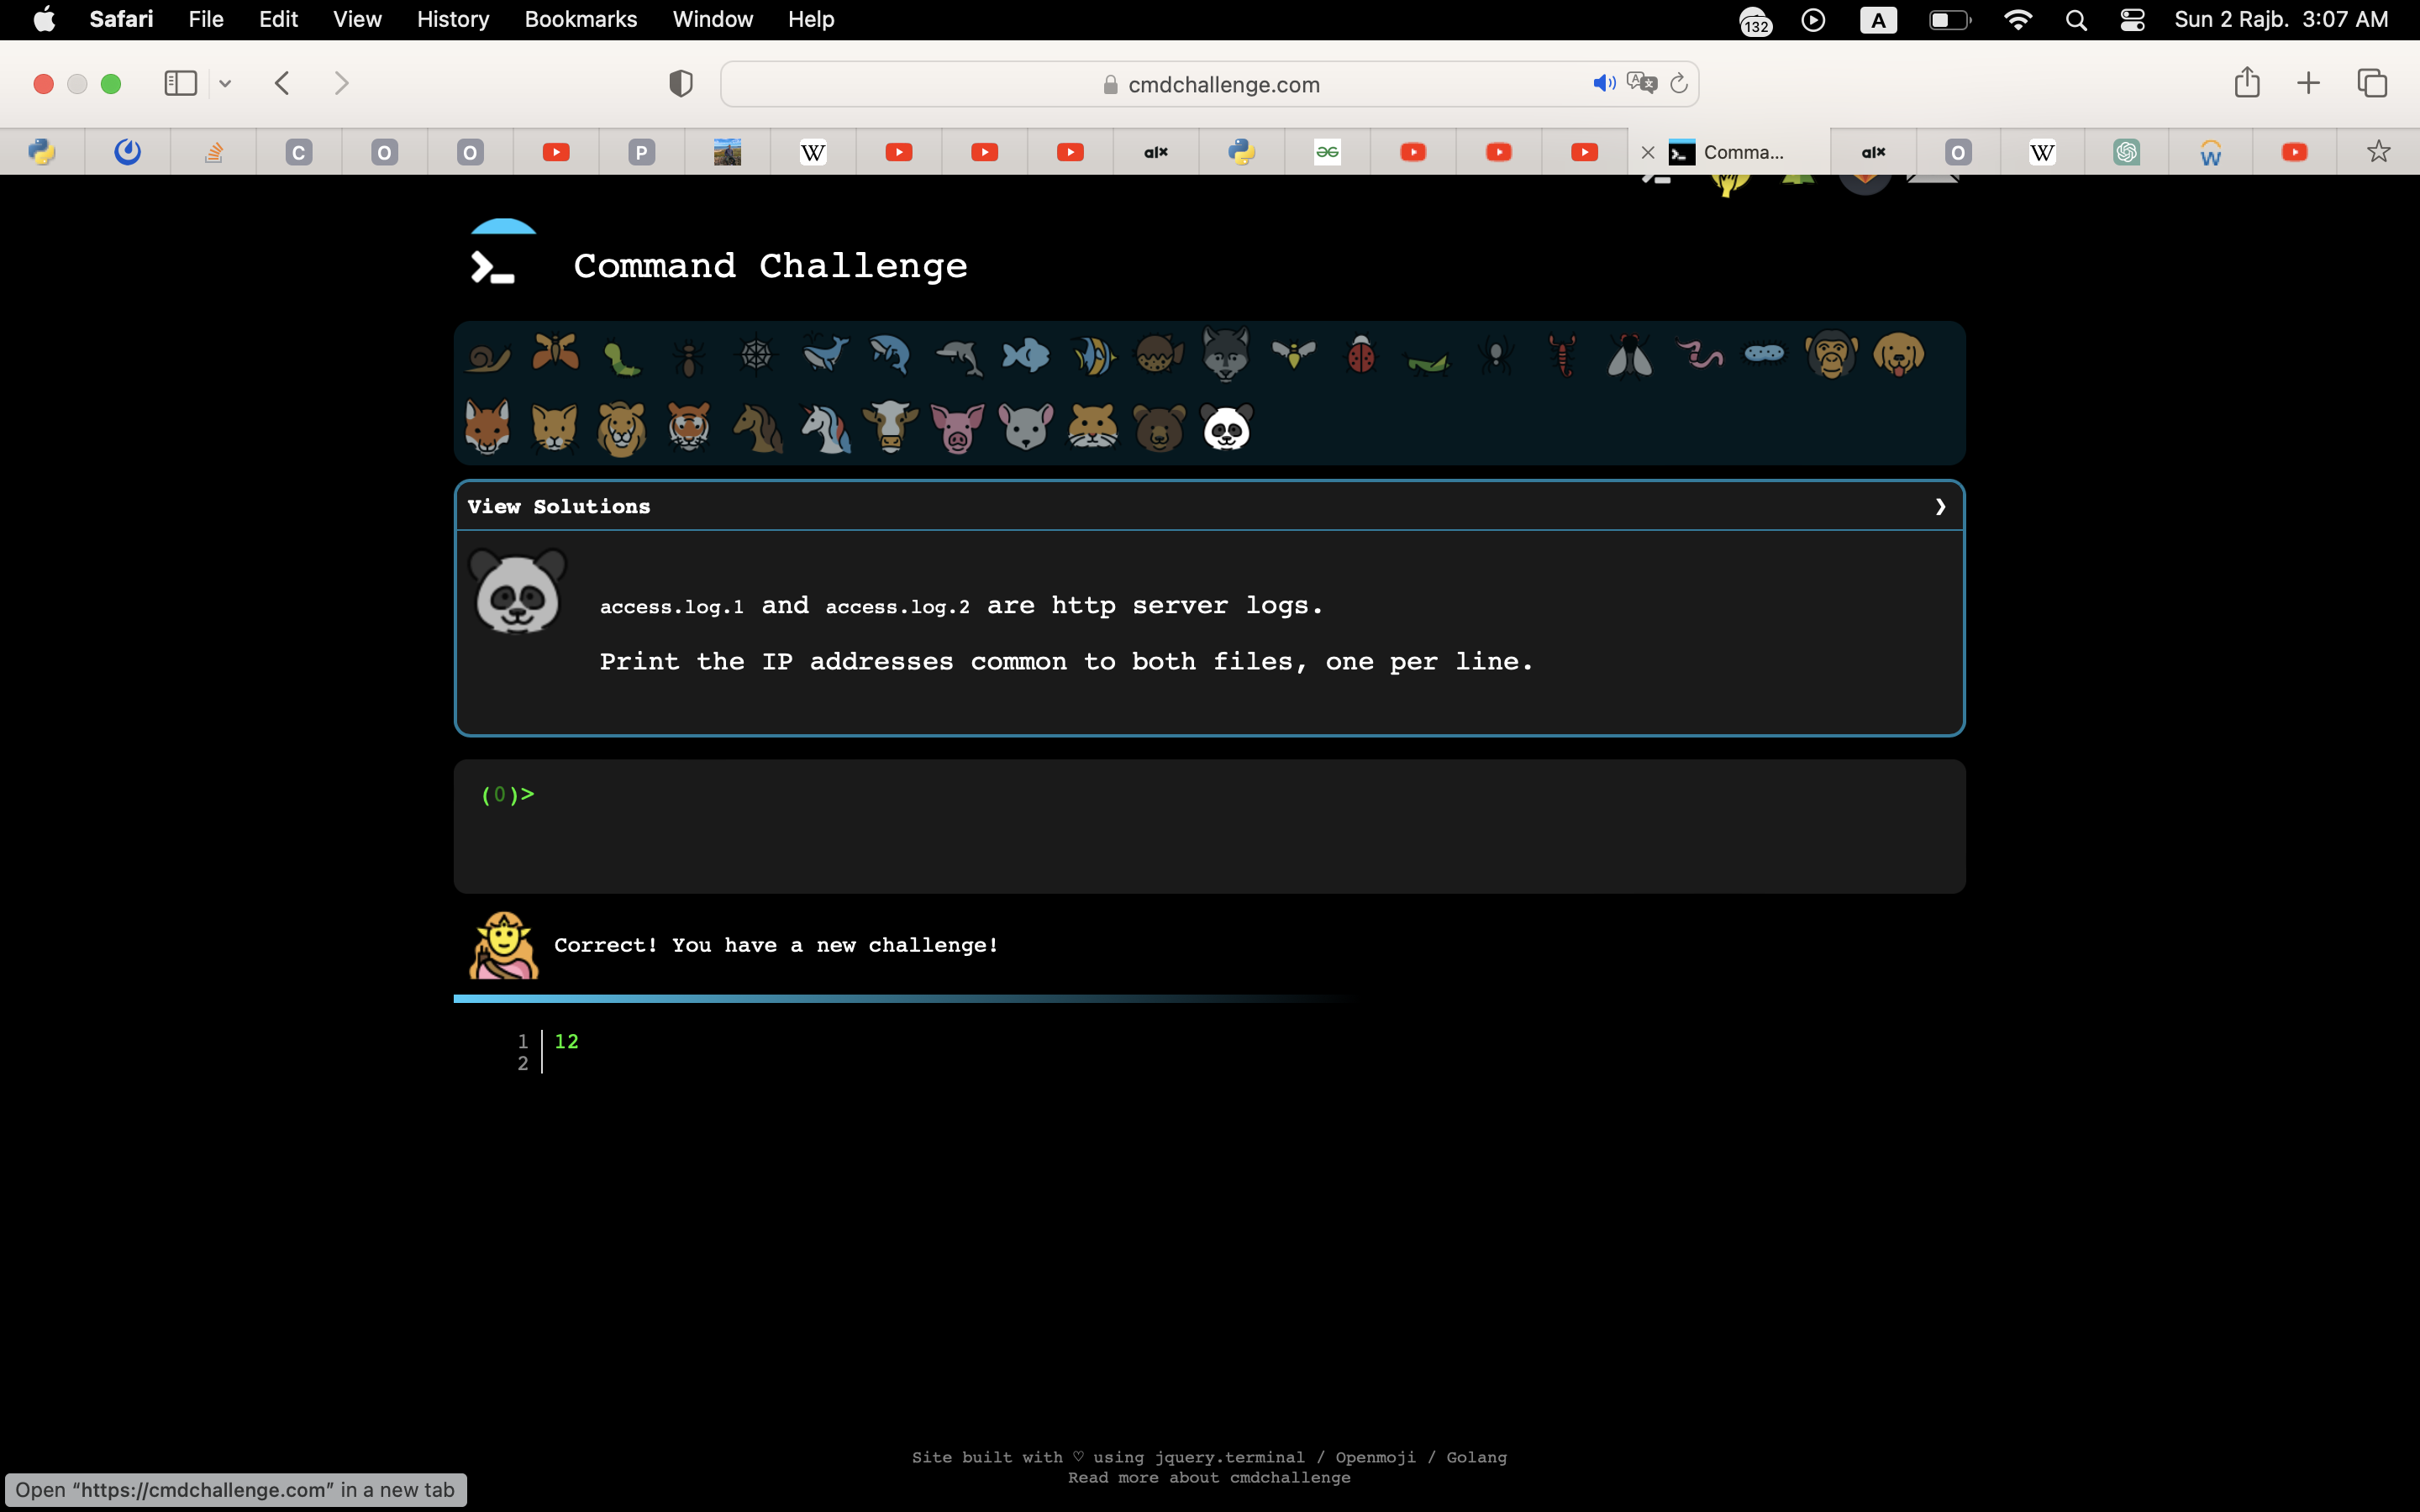 Safari File Edit View History Bookmarks Window Help 132 A Sun 2 Rajb. 3:07 AM
cmdchallenge.com
C O O P W alx Comma... alx O W
Command Challenge
View Solutions
access.log.1 and access.log.2 are http server logs.
Print the IP addresses common to both files, one per line.
(0)>
Correct! You have a new challenge!
1 12
2
Site built with ♡ using jquery.terminal / Openmoji / Golang
Read more about cmdchallenge
Open “https://cmdchallenge.com” in a new tab